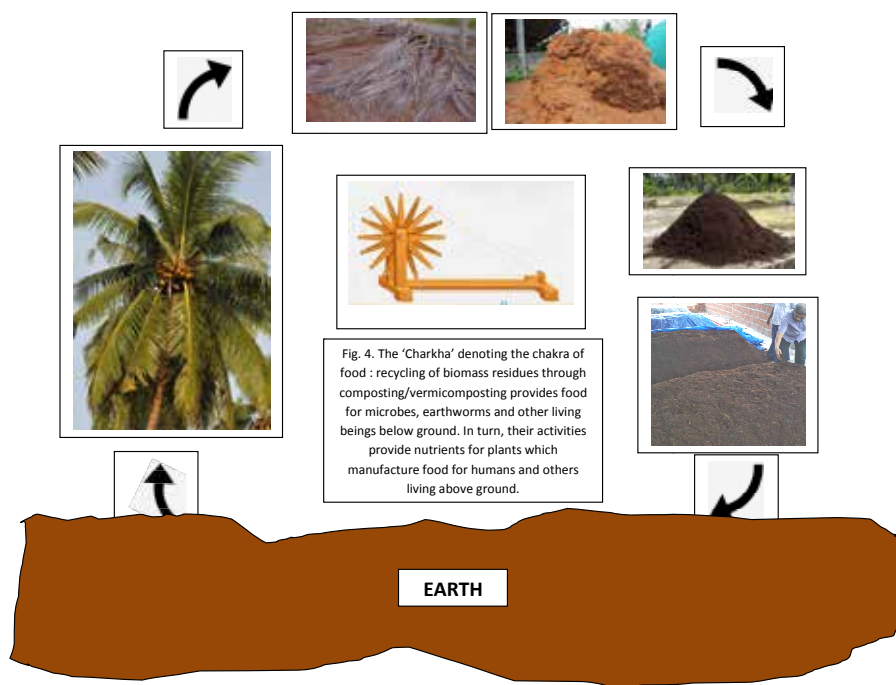 Fig. 4. The ‘Charkha’ denoting the chakra of
food : recycling of biomass residues through
composting/vermicomposting provides food
for microbes, earthworms and other living
beings below ground. In turn, their activities
provide nutrients for plants which
manufacture food for humans and others
living above ground.
EARTH